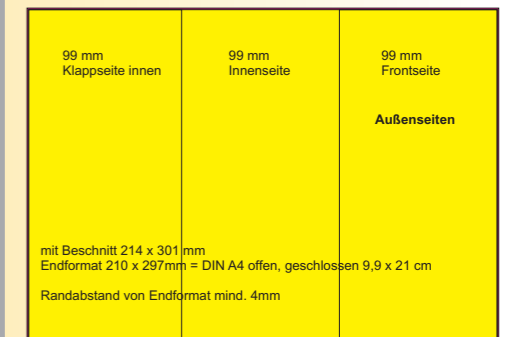 99 mm
Klappseite innen
99 mm
Innenseite
99 mm
Frontseite
Außenseiten
mit Beschnitt 214 x 301 mm
Endformat 210 x 297mm = DIN A4 offen, geschlossen 9,9 x 21 cm
Randabstand von Endformat mind. 4mm